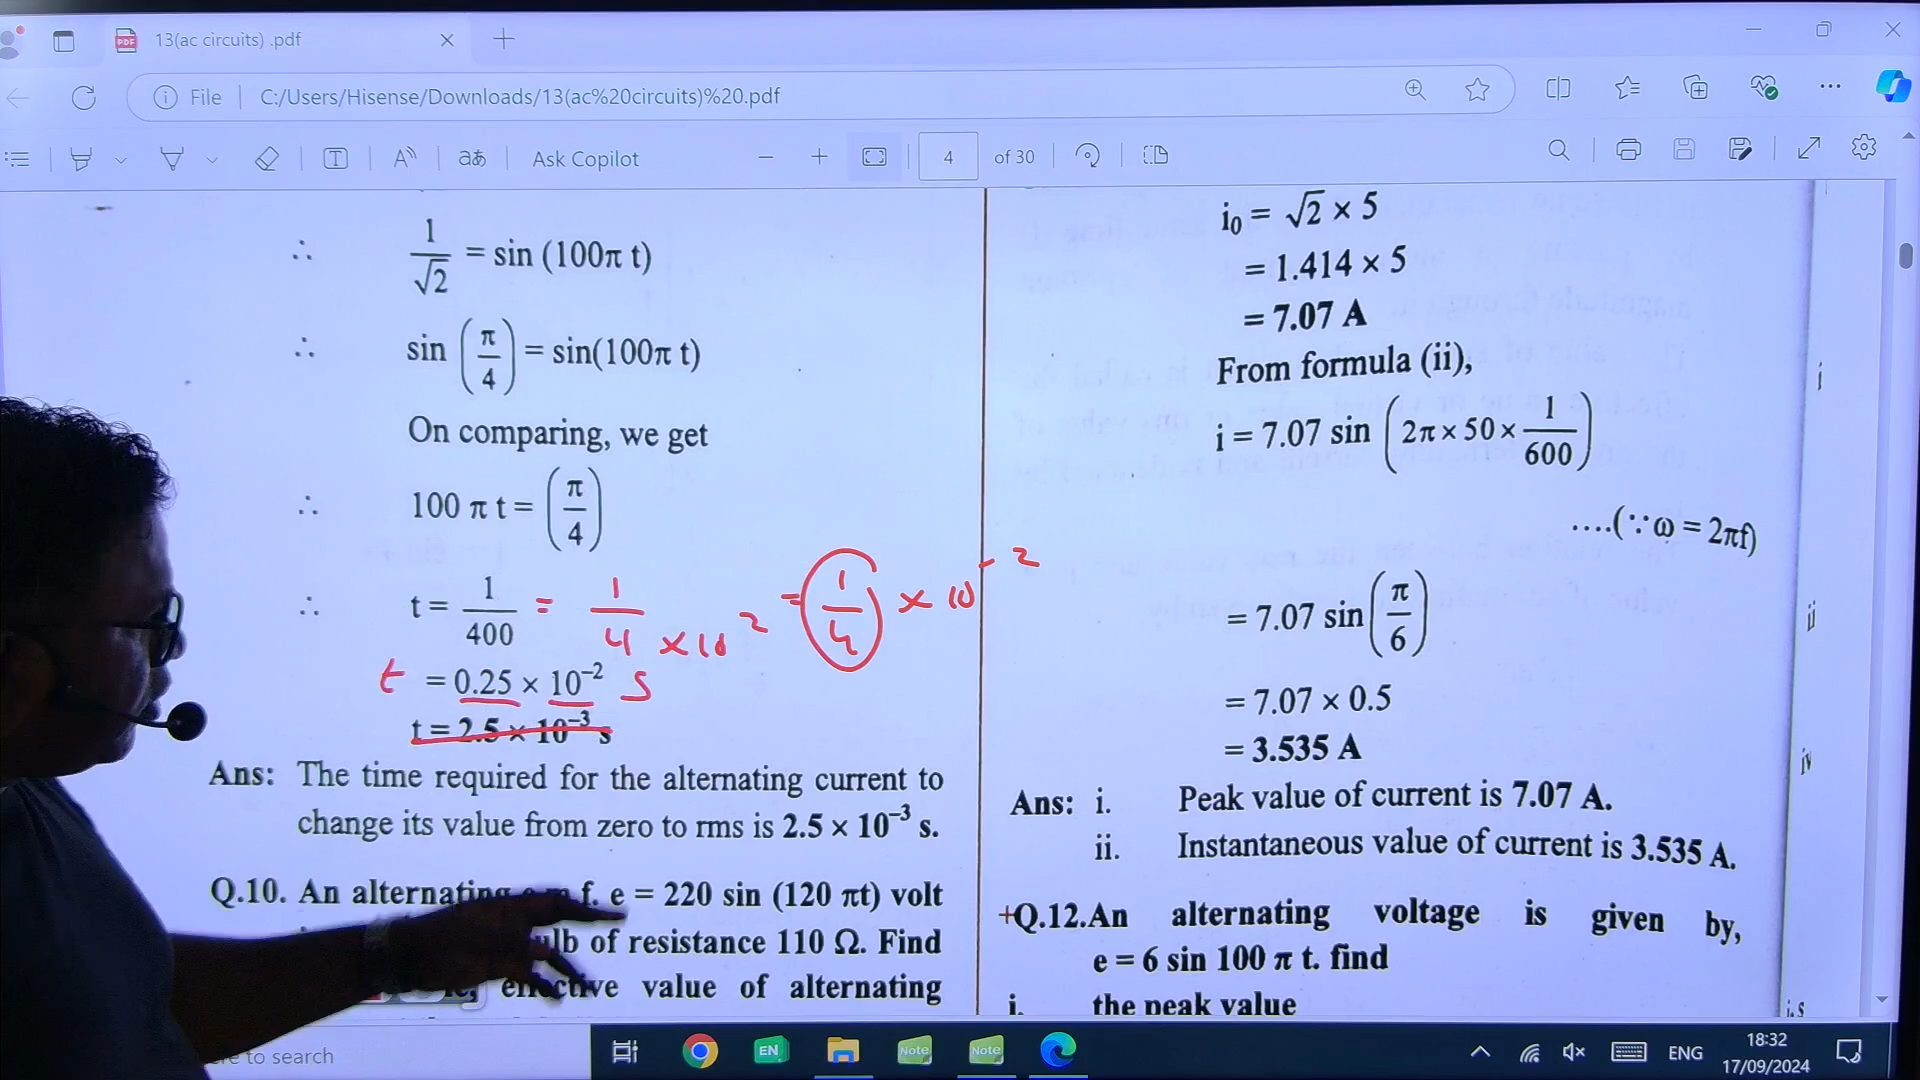 13(ac circuits) .pdf
File
C:/Users/Hisense/Downloads/13(ac%20circuits)%20.pdf
Ask Copilot
4 of 30
∴ 1/√2 = sin (100π t)
∴ sin (π/4) = sin(100π t)
On comparing, we get
∴ 100 π t = (π/4)
∴ t = 1/400 = 1/4 × 10² = (1/4) × 10⁻²
t = 0.25 × 10⁻² s
t = 2.5 × 10⁻³ s
Ans: The time required for the alternating current to
change its value from zero to rms is 2.5 × 10⁻³ s.
Q.10. An alternating f. e = 220 sin (120 πt) volt
of resistance 110 Ω. Find
effective value of alternating
i₀ = √2 × 5
= 1.414 × 5
= 7.07 A
From formula (ii),
i = 7.07 sin (2π × 50 × 1/600)
....(∵ω = 2πf)
= 7.07 sin (π/6)
= 7.07 × 0.5
= 3.535 A
Ans: i. Peak value of current is 7.07 A.
ii. Instantaneous value of current is 3.535 A.
+Q.12.An alternating voltage is given by,
e = 6 sin 100 π t. find
i. the peak value
to search
EN
Note
Note
ENG
18:32
17/09/2024